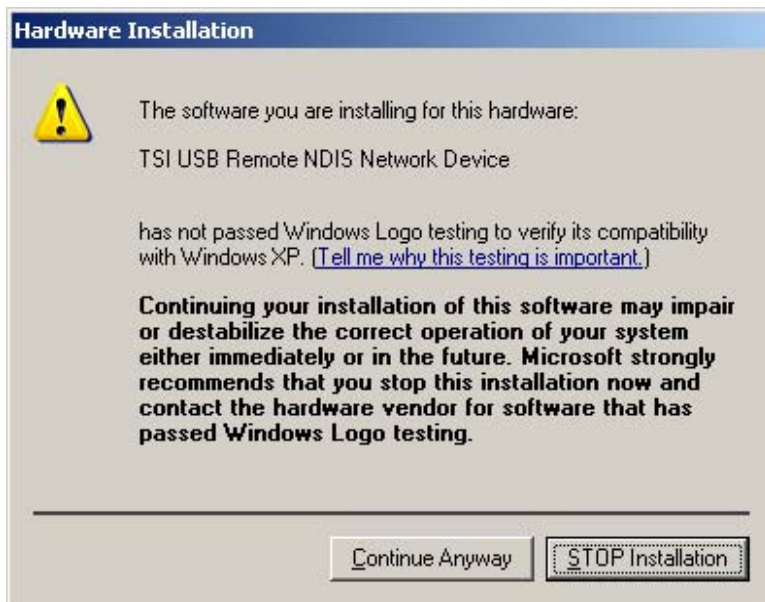 Hardware Installation
The software you are installing for this hardware:
TSI USB Remote NDIS Network Device
has not passed Windows Logo testing to verify its compatibility
with Windows XP. (Tell me why this testing is important.)
Continuing your installation of this software may impair
or destabilize the correct operation of your system
either immediately or in the future. Microsoft strongly
recommends that you stop this installation now and
contact the hardware vendor for software that has
passed Windows Logo testing.
Continue Anyway
STOP Installation